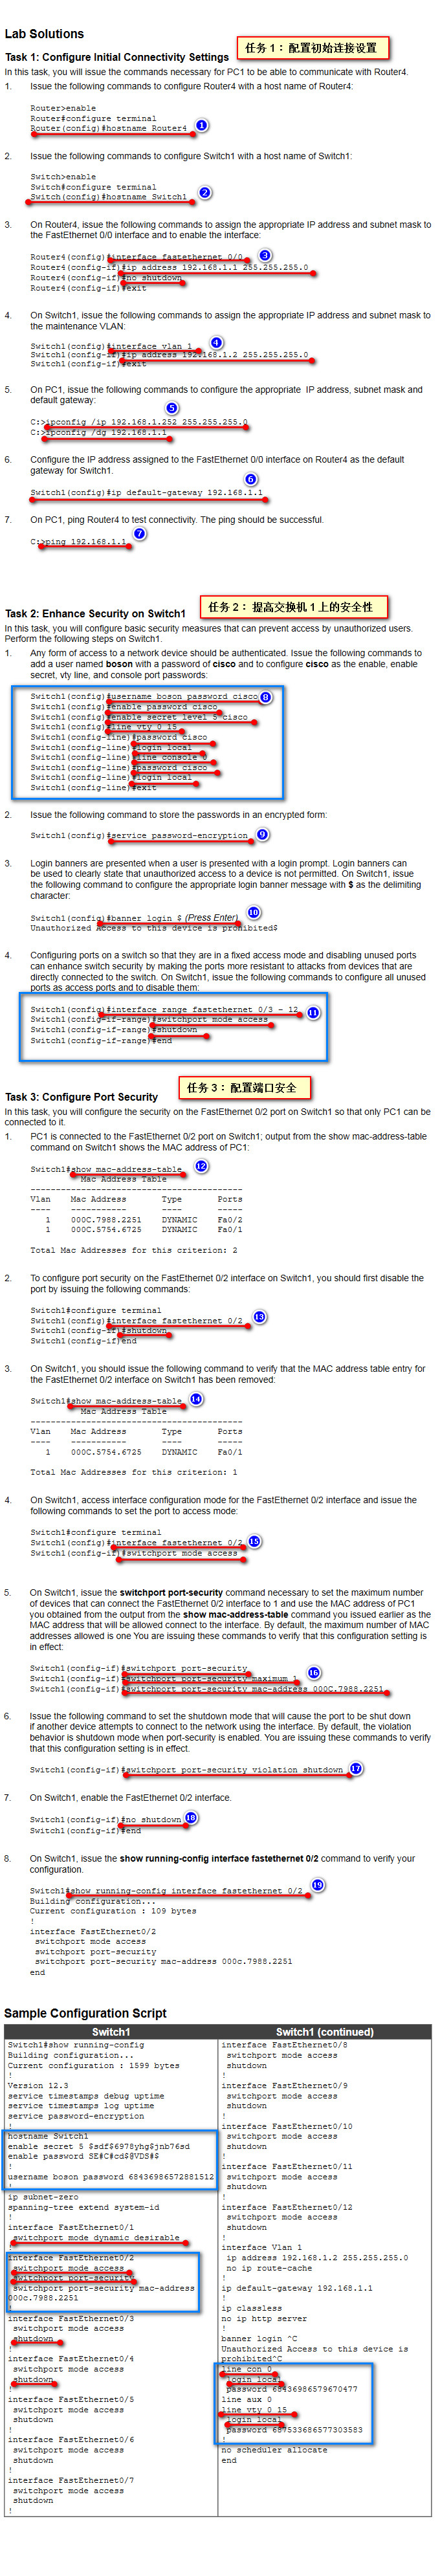 Lab Solutions
Task 1: Configure Initial Connectivity Settings
任务 1： 配置初始连接设置
In this task, you will issue the commands necessary for PC1 to be able to communicate with Router4.
1. Issue the following commands to configure Router4 with a host name of Router4:
Router>enable
Router#configure terminal
Router(config)#hostname Router4
1
2. Issue the following commands to configure Switch1 with a host name of Switch1:
Switch>enable
Switch#configure terminal
Switch(config)#hostname Switch1
2
3. On Router4, issue the following commands to assign the appropriate IP address and subnet mask to
the FastEthernet 0/0 interface and to enable the interface:
Router4(config)#interface fastethernet 0/0
3
Router4(config-if)#ip address 192.168.1.1 255.255.255.0
Router4(config-if)#no shutdown
Router4(config-if)#exit
4. On Switch1, issue the following commands to assign the appropriate IP address and subnet mask to
the maintenance VLAN:
Switch1(config)#interface vlan 1
4
Switch1(config-if)#ip address 192.168.1.2 255.255.255.0
Switch1(config-if)#exit
5. On PC1, issue the following commands to configure the appropriate IP address, subnet mask and
default gateway:
5
C:>ipconfig /ip 192.168.1.252 255.255.255.0
C:>ipconfig /dg 192.168.1.1
6. Configure the IP address assigned to the FastEthernet 0/0 interface on Router4 as the default
gateway for Switch1.
6
Switch1(config)#ip default-gateway 192.168.1.1
7. On PC1, ping Router4 to test connectivity. The ping should be successful.
7
C:>ping 192.168.1.1
Task 2: Enhance Security on Switch1
任务 2： 提高交换机 1 上的安全性
In this task, you will configure basic security measures that can prevent access by unauthorized users.
Perform the following steps on Switch1.
1. Any form of access to a network device should be authenticated. Issue the following commands to
add a user named boson with a password of cisco and to configure cisco as the enable, enable
secret, vty line, and console port passwords:
Switch1(config)#username boson password cisco
8
Switch1(config)#enable password cisco
Switch1(config)#enable secret level 5 cisco
Switch1(config)#line vty 0 15
Switch1(config-line)#password cisco
Switch1(config-line)#login local
Switch1(config-line)#line console 0
Switch1(config-line)#password cisco
Switch1(config-line)#login local
Switch1(config-line)#exit
2. Issue the following command to store the passwords in an encrypted form:
Switch1(config)#service password-encryption
9
3. Login banners are presented when a user is presented with a login prompt. Login banners can
be used to clearly state that unauthorized access to a device is not permitted. On Switch1, issue
the following command to configure the appropriate login banner message with $ as the delimiting
character:
Switch1(config)#banner login $ (Press Enter)
10
Unauthorized Access to this device is prohibited$
4. Configuring ports on a switch so that they are in a fixed access mode and disabling unused ports
can enhance switch security by making the ports more resistant to attacks from devices that are
directly connected to the switch. On Switch1, issue the following commands to configure all unused
ports as access ports and to disable them:
Switch1(config)#interface range fastethernet 0/3 - 12
11
Switch1(config-if-range)#switchport mode access
Switch1(config-if-range)#shutdown
Switch1(config-if-range)#end
Task 3: Configure Port Security
任务 3： 配置端口安全
In this task, you will configure the security on the FastEthernet 0/2 port on Switch1 so that only PC1 can be
connected to it.
1. PC1 is connected to the FastEthernet 0/2 port on Switch1; output from the show mac-address-table
command on Switch1 shows the MAC address of PC1:
Switch1#show mac-address-table
12
Mac Address Table
-------------------------------------------
Vlan Mac Address Type Ports
---- ----------- ---- -----
1 000C.7988.2251 DYNAMIC Fa0/2
1 000C.5754.6725 DYNAMIC Fa0/1
Total Mac Addresses for this criterion: 2
2. To configure port security on the FastEthernet 0/2 interface on Switch1, you should first disable the
port by issuing the following commands:
Switch1#configure terminal
Switch1(config)#interface fastethernet 0/2
13
Switch1(config-if)#shutdown
Switch1(config-if)end
3. On Switch1, you should issue the following command to verify that the MAC address table entry for
the FastEthernet 0/2 interface on Switch1 has been removed:
Switch1#show mac-address-table
14
Mac Address Table
-------------------------------------------
Vlan Mac Address Type Ports
---- ----------- ---- -----
1 000C.5754.6725 DYNAMIC Fa0/1
Total Mac Addresses for this criterion: 1
4. On Switch1, access interface configuration mode for the FastEthernet 0/2 interface and issue the
following commands to set the port to access mode:
Switch1#configure terminal
Switch1(config)#interface fastethernet 0/2
15
Switch1(config-if)#switchport mode access
5. On Switch1, issue the switchport port-security command necessary to set the maximum number
of devices that can connect the FastEthernet 0/2 interface to 1 and use the MAC address of PC1
you obtained from the output from the show mac-address-table command you issued earlier as the
MAC address that will be allowed connect to the interface. By default, the maximum number of MAC
addresses allowed is one You are issuing these commands to verify that this configuration setting is
in effect:
Switch1(config-if)#switchport port-security
16
Switch1(config-if)#switchport port-security maximum 1
Switch1(config-if)#switchport port-security mac-address 000C.7988.2251
6. Issue the following command to set the shutdown mode that will cause the port to be shut down
if another device attempts to connect to the network using the interface. By default, the violation
behavior is shutdown mode when port-security is enabled. You are issuing these commands to verify
that this configuration setting is in effect.
Switch1(config-if)#switchport port-security violation shutdown
17
7. On Switch1, enable the FastEthernet 0/2 interface.
Switch1(config-if)#no shutdown
18
Switch1(config-if)#end
8. On Switch1, issue the show running-config interface fastethernet 0/2 command to verify your
configuration.
19
Switch1#show running-config interface fastethernet 0/2
Building configuration...
Current configuration : 109 bytes
!
interface FastEthernet0/2
switchport mode access
switchport port-security
switchport port-security mac-address 000c.7988.2251
end
Sample Configuration Script
Switch1
Switch1#show running-config
Building configuration...
Current configuration : 1599 bytes
!
Version 12.3
service timestamps debug uptime
service timestamps log uptime
service password-encryption
!
hostname Switch1
enable secret 5 $sdf$6978yhg$jnb76sd
enable password SE#C#cd$@VDS#$
!
username boson password 68436986572881512
!
ip subnet-zero
spanning-tree extend system-id
!
interface FastEthernet0/1
switchport mode dynamic desirable
!
interface FastEthernet0/2
switchport mode access
switchport port-security
switchport port-security mac-address
000c.7988.2251
!
interface FastEthernet0/3
switchport mode access
shutdown
!
interface FastEthernet0/4
switchport mode access
shutdown
!
interface FastEthernet0/5
switchport mode access
shutdown
!
interface FastEthernet0/6
switchport mode access
shutdown
!
interface FastEthernet0/7
switchport mode access
shutdown
!
Switch1 (continued)
interface FastEthernet0/8
switchport mode access
shutdown
!
interface FastEthernet0/9
switchport mode access
shutdown
!
interface FastEthernet0/10
switchport mode access
shutdown
!
interface FastEthernet0/11
switchport mode access
shutdown
!
interface FastEthernet0/12
switchport mode access
shutdown
!
interface Vlan 1
ip address 192.168.1.2 255.255.255.0
no ip route-cache
!
ip default-gateway 192.168.1.1
!
ip classless
no ip http server
!
banner login ^C
Unauthorized Access to this device is
prohibited^C
line con 0
login local
password 68436986579670477
line aux 0
line vty 0 15
login local
password 687533686577303583
!
no scheduler allocate
end